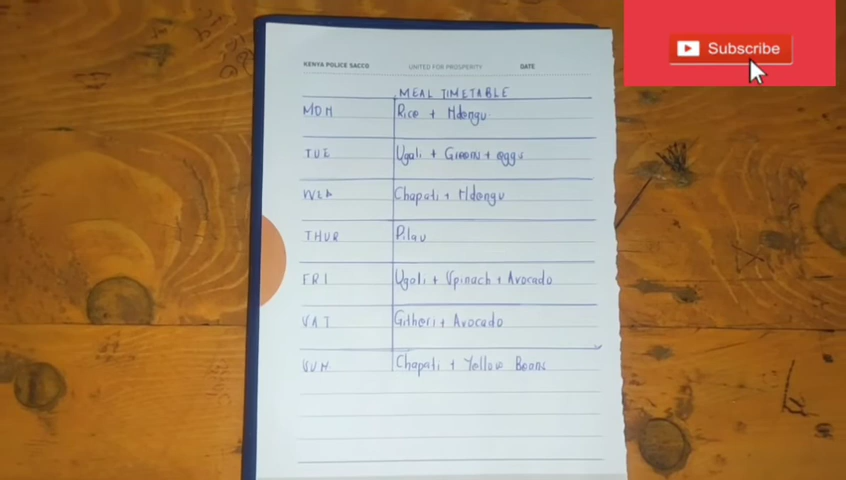 Subscribe
KENYA POLICE SACCO UNITED FOR PROSPERITY DATE
MEAL TIMETABLE
MON Rice + Ndengu
TUE Ugali + Greens + eggs
WED Chapati + Ndengu
THUR Pilau
FRI Ugali + Spinach + Avocado
SAT Githeri + Avocado
SUN Chapati + Yellow Beans